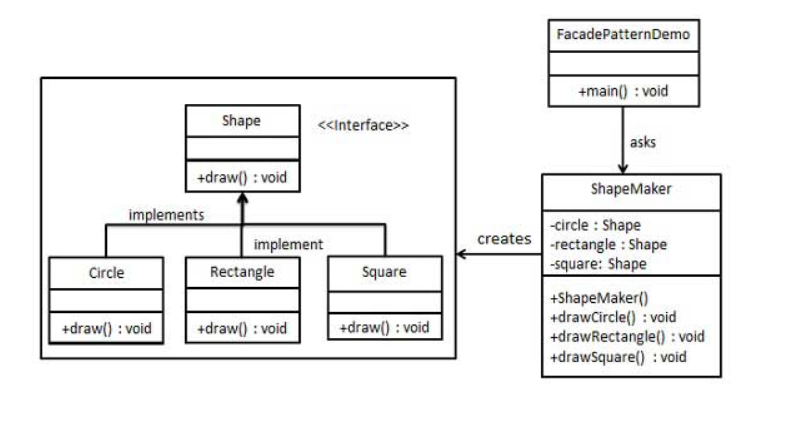 FacadePatternDemo
+main() : void
asks
Shape
<<Interface>>
+draw() : void
implements
implement
Circle
+draw() : void
Rectangle
+draw() : void
Square
+draw() : void
creates
ShapeMaker
-circle : Shape
-rectangle : Shape
-square: Shape
+ShapeMaker()
+drawCircle() : void
+drawRectangle() : void
+drawSquare() : void